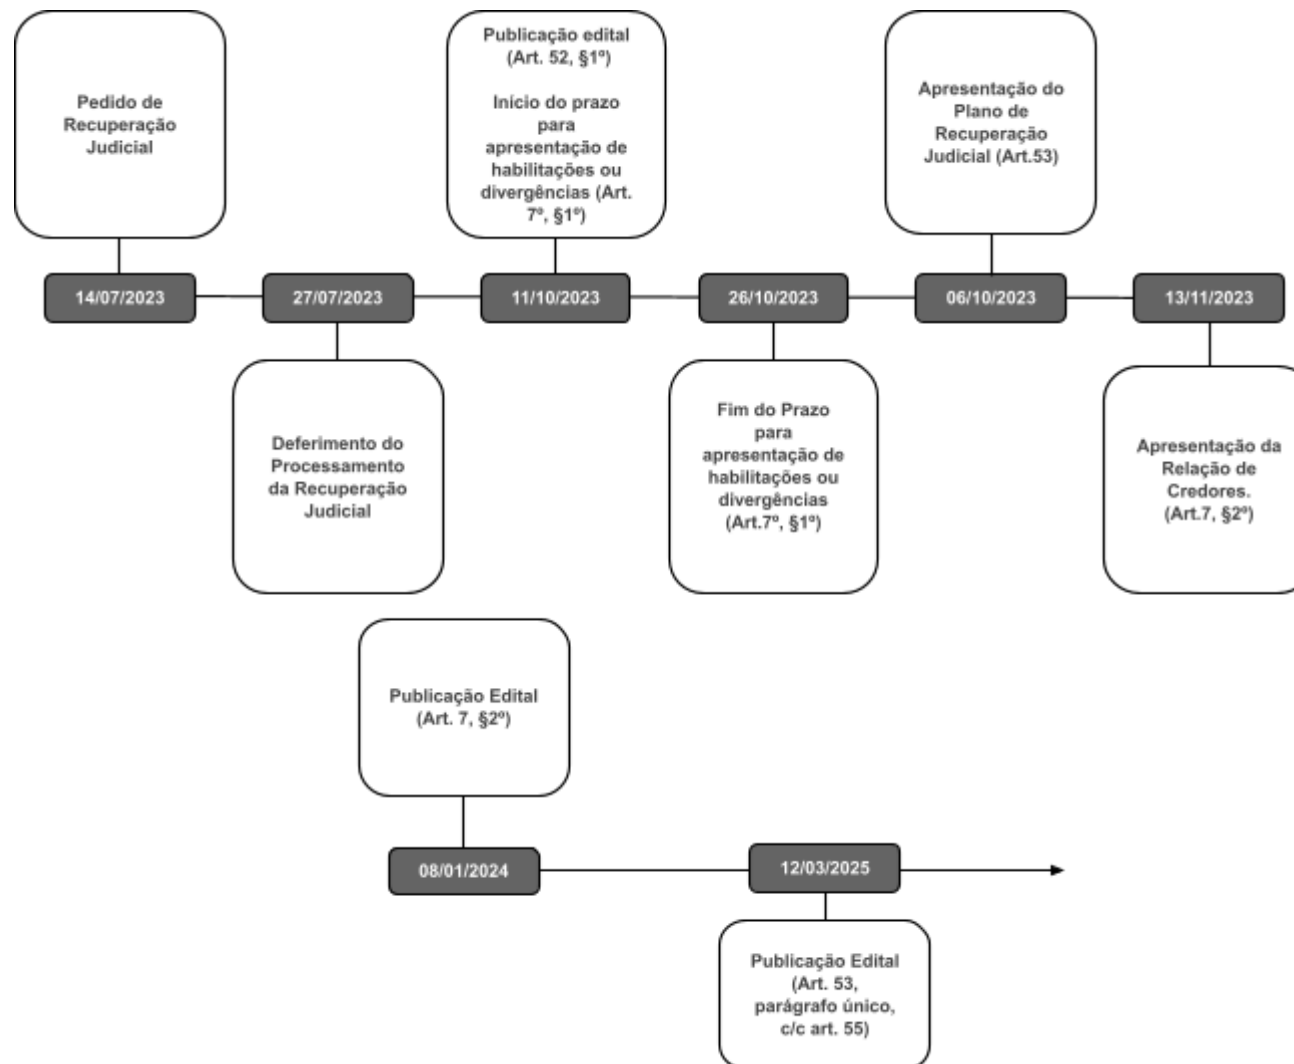 Pedido de
Recuperação
Judicial
Publicação edital
(Art. 52, §1º)
Início do prazo
para
apresentação de
habilitações ou
divergências (Art.
7º, §1º)
Apresentação do
Plano de
Recuperação
Judicial (Art.53)
14/07/2023
27/07/2023
11/10/2023
26/10/2023
06/10/2023
13/11/2023
Deferimento do
Processamento
da Recuperação
Judicial
Fim do Prazo
para
apresentação de
habilitações ou
divergências
(Art.7º, §1º)
Apresentação da
Relação de
Credores.
(Art.7, §2º)
Publicação Edital
(Art. 7, §2º)
08/01/2024
12/03/2025
Publicação Edital
(Art. 53,
parágrafo único,
c/c art. 55)